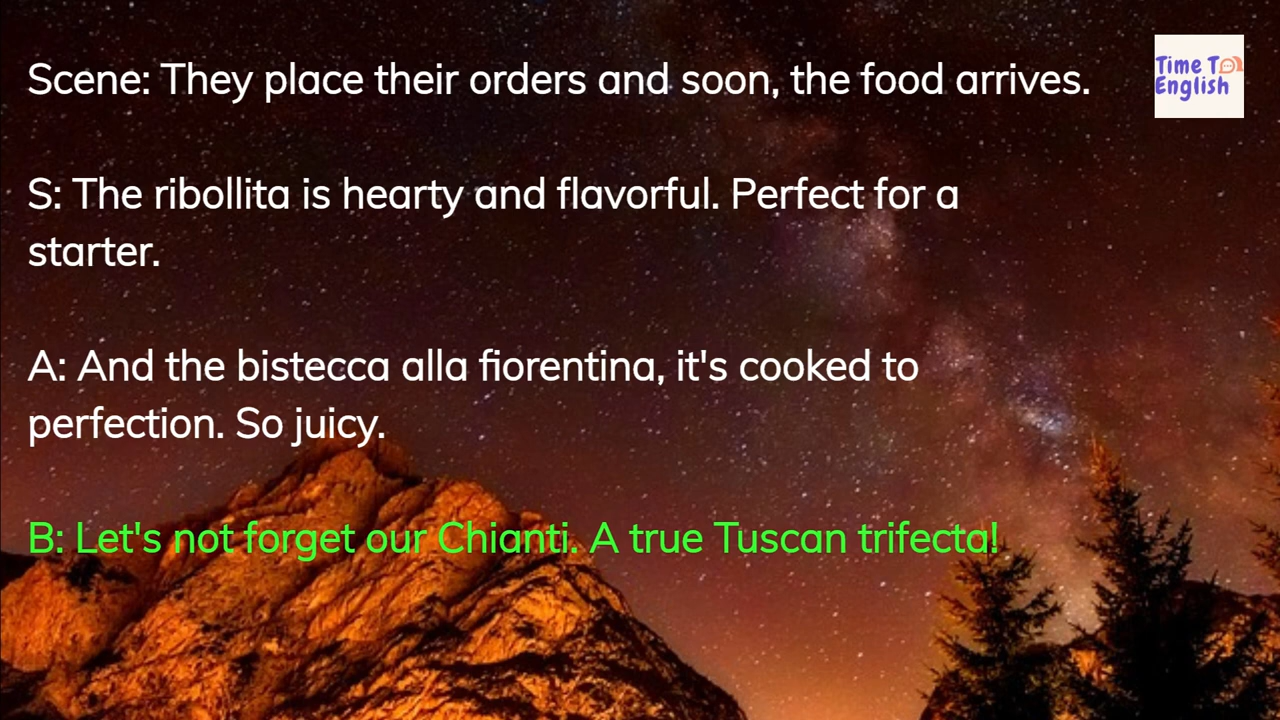 Scene: They place their orders and soon, the food arrives.
Time To
English
S: The ribollita is hearty and flavorful. Perfect for a
starter.
A: And the bistecca alla fiorentina, it's cooked to
perfection. So juicy.
B: Let's not forget our Chianti. A true Tuscan trifecta!